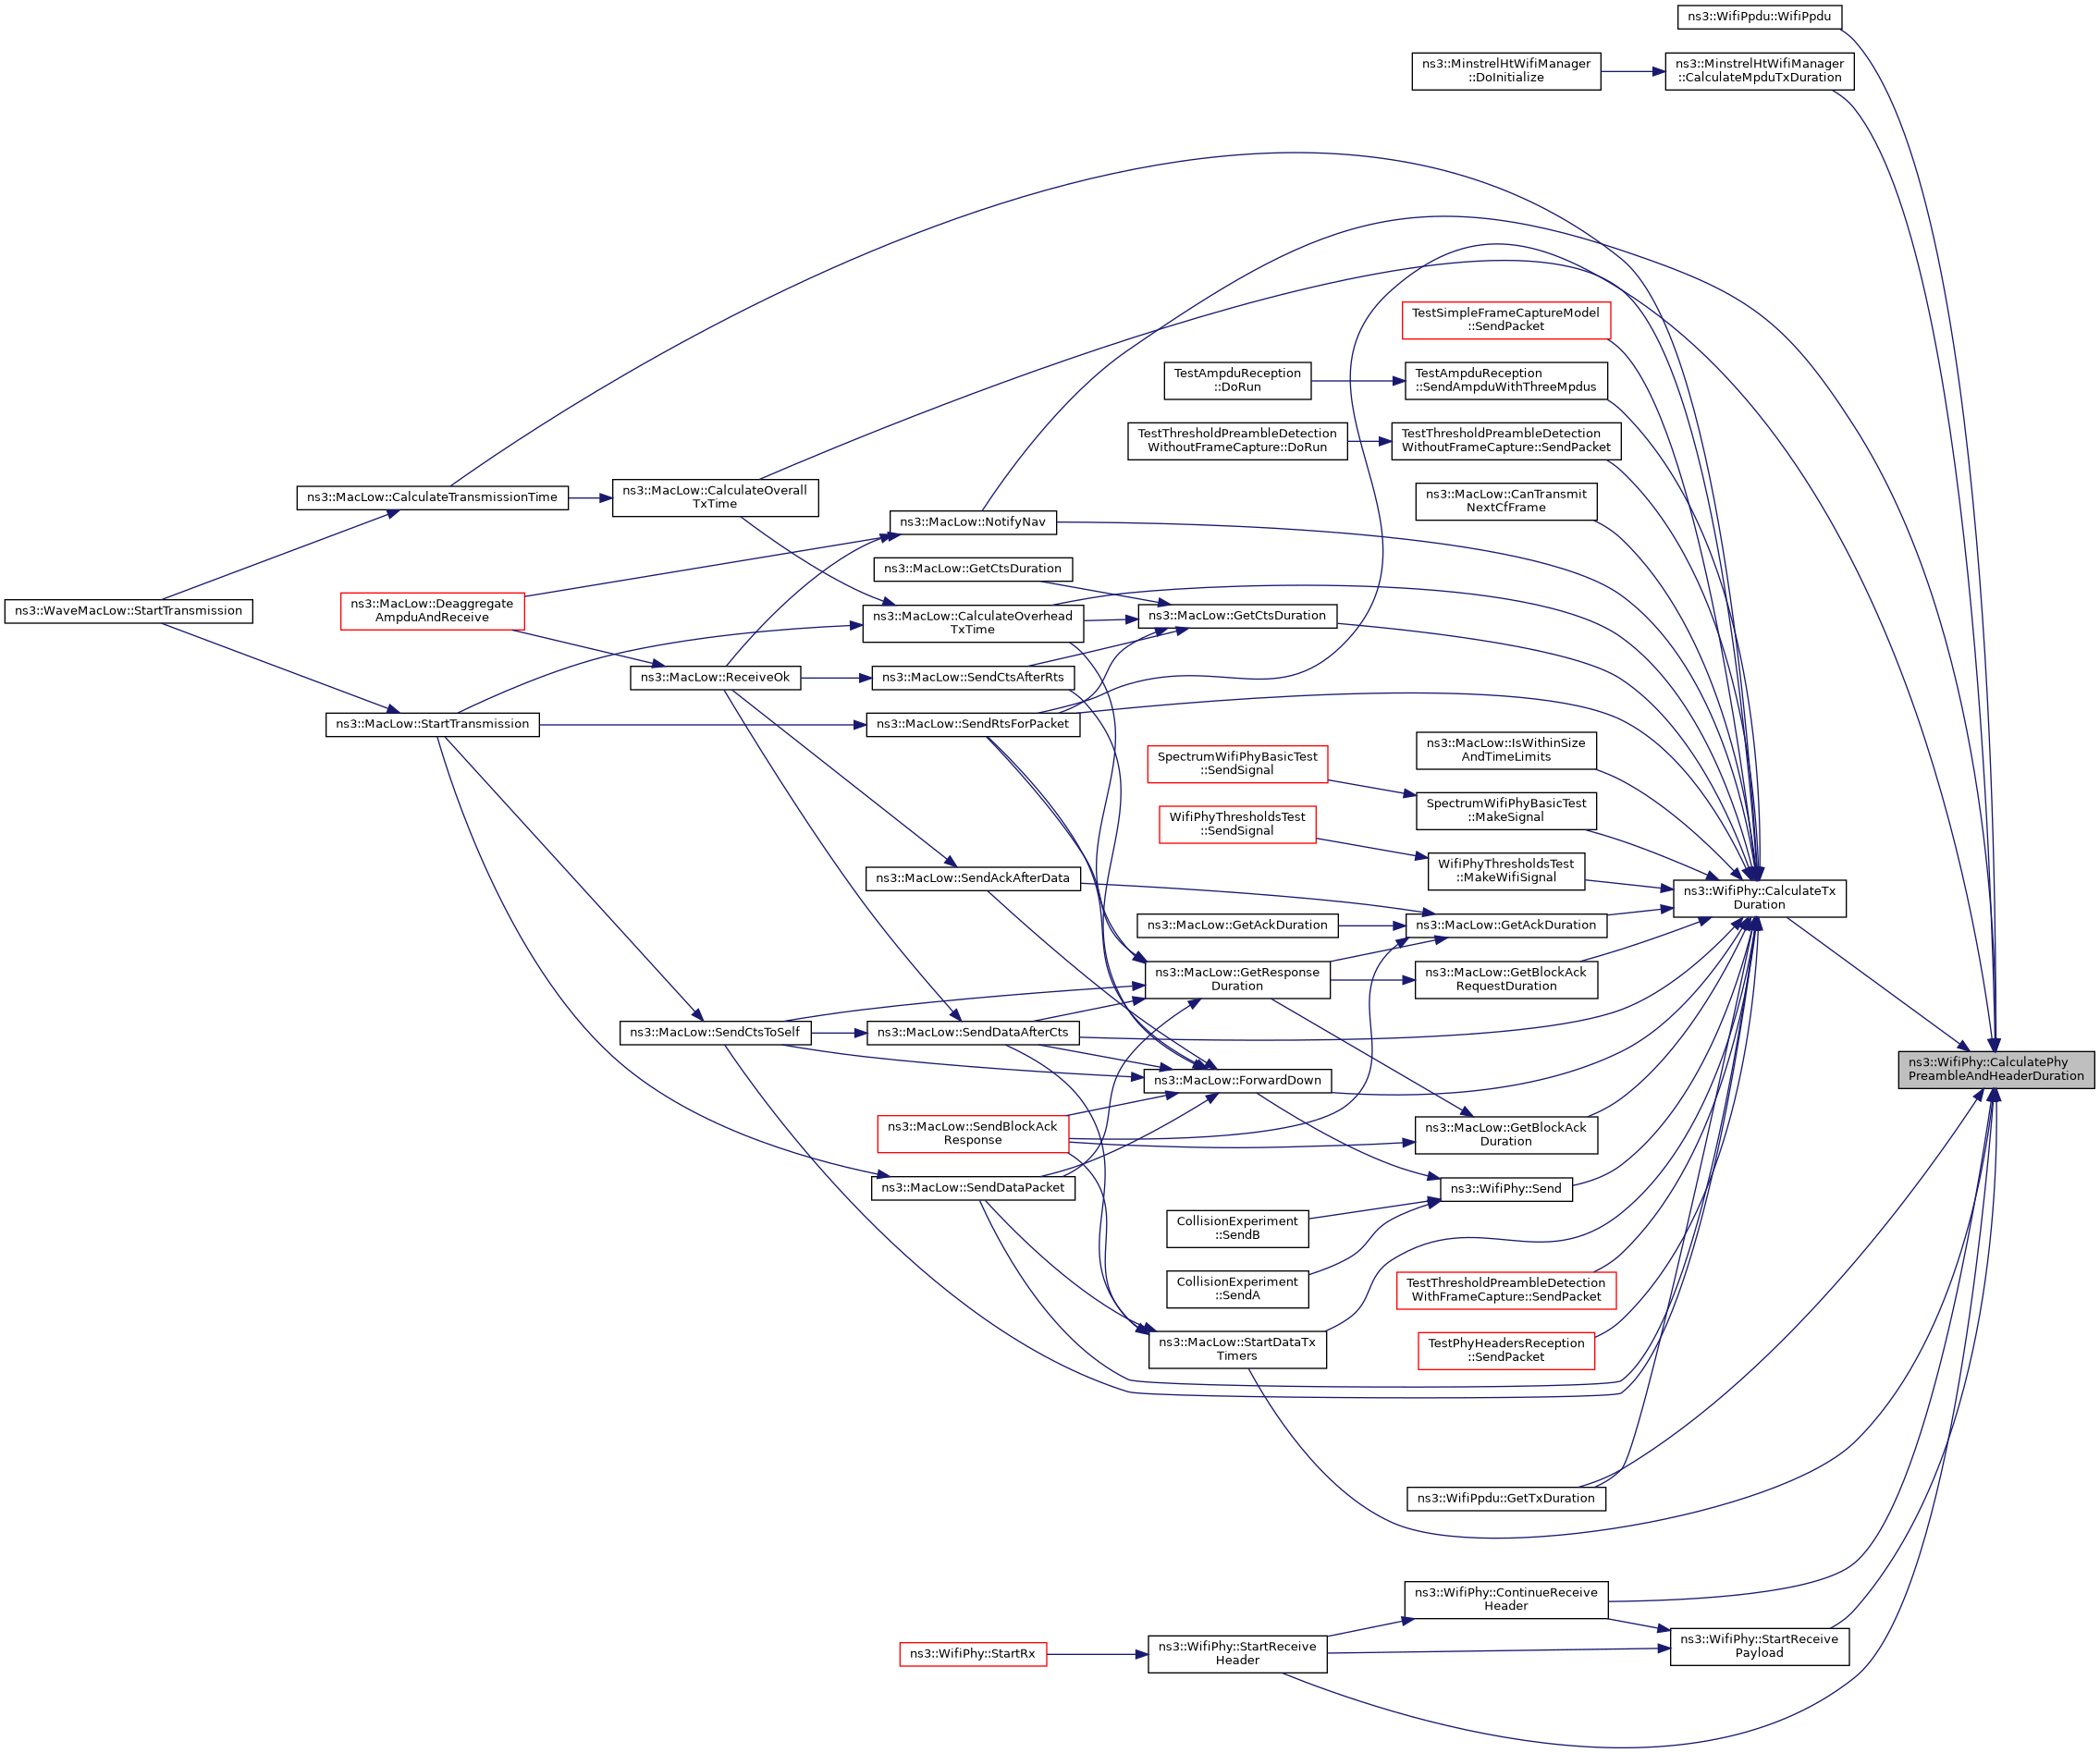 ns3::WifiPpdu::WifiPpdu
ns3::MinstrelHtWifiManager
::DoInitialize
ns3::MinstrelHtWifiManager
::CalculateMpduTxDuration
TestSimpleFrameCaptureModel
::SendPacket
TestAmpduReception
::DoRun
TestAmpduReception
::SendAmpduWithThreeMpdus
TestThresholdPreambleDetection
WithoutFrameCapture::DoRun
TestThresholdPreambleDetection
WithoutFrameCapture::SendPacket
ns3::MacLow::CalculateTransmissionTime
ns3::MacLow::CalculateOverall
TxTime
ns3::MacLow::CanTransmit
NextCfFrame
ns3::MacLow::NotifyNav
ns3::MacLow::GetCtsDuration
ns3::WaveMacLow::StartTransmission
ns3::MacLow::Deaggregate
AmpduAndReceive
ns3::MacLow::CalculateOverhead
TxTime
ns3::MacLow::GetCtsDuration
ns3::MacLow::ReceiveOk
ns3::MacLow::SendCtsAfterRts
ns3::MacLow::StartTransmission
ns3::MacLow::SendRtsForPacket
ns3::MacLow::IsWithinSize
AndTimeLimits
SpectrumWifiPhyBasicTest
::SendSignal
SpectrumWifiPhyBasicTest
::MakeSignal
WifiPhyThresholdsTest
::SendSignal
WifiPhyThresholdsTest
::MakeWifiSignal
ns3::MacLow::SendAckAfterData
ns3::WifiPhy::CalculateTx
Duration
ns3::MacLow::GetAckDuration
ns3::MacLow::GetAckDuration
ns3::MacLow::GetResponse
Duration
ns3::MacLow::GetBlockAck
RequestDuration
ns3::MacLow::SendCtsToSelf
ns3::MacLow::SendDataAfterCts
ns3::MacLow::ForwardDown
ns3::WifiPhy::CalculatePhy
PreambleAndHeaderDuration
ns3::MacLow::SendBlockAck
Response
ns3::MacLow::GetBlockAck
Duration
ns3::MacLow::SendDataPacket
ns3::WifiPhy::Send
CollisionExperiment
::SendB
CollisionExperiment
::SendA
TestThresholdPreambleDetection
WithFrameCapture::SendPacket
ns3::MacLow::StartDataTx
Timers
TestPhyHeadersReception
::SendPacket
ns3::WifiPpdu::GetTxDuration
ns3::WifiPhy::ContinueReceive
Header
ns3::WifiPhy::StartRx
ns3::WifiPhy::StartReceive
Header
ns3::WifiPhy::StartReceive
Payload